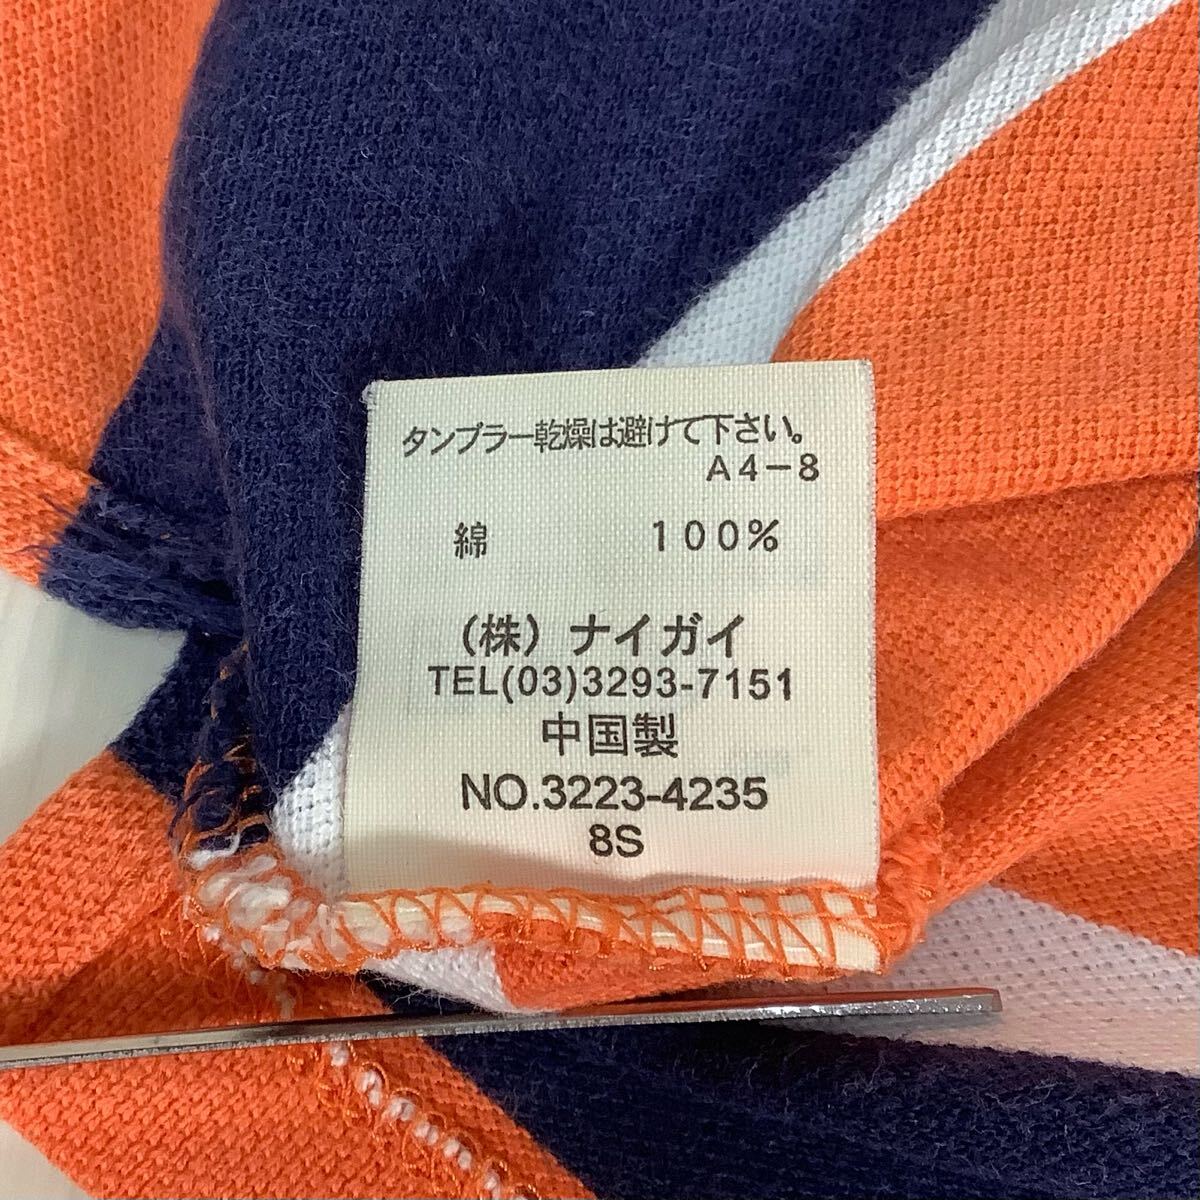 タンブラー乾燥は避けて下さい。
A4-8
綿 100%
(株) ナイガイ
TEL(03)3293-7151
中国製
NO.3223-4235
8S